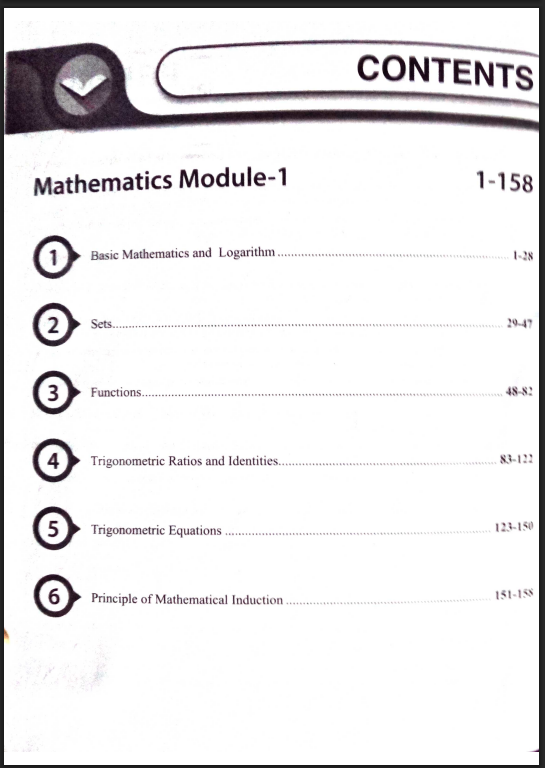 CONTENTS
Mathematics Module-1 1-158
1 Basic Mathematics and Logarithm ........ 1-28
2 Sets........ 29-47
3 Functions........ 48-82
4 Trigonometric Ratios and Identities........ 83-122
5 Trigonometric Equations ........ 123-150
6 Principle of Mathematical Induction ........ 151-158